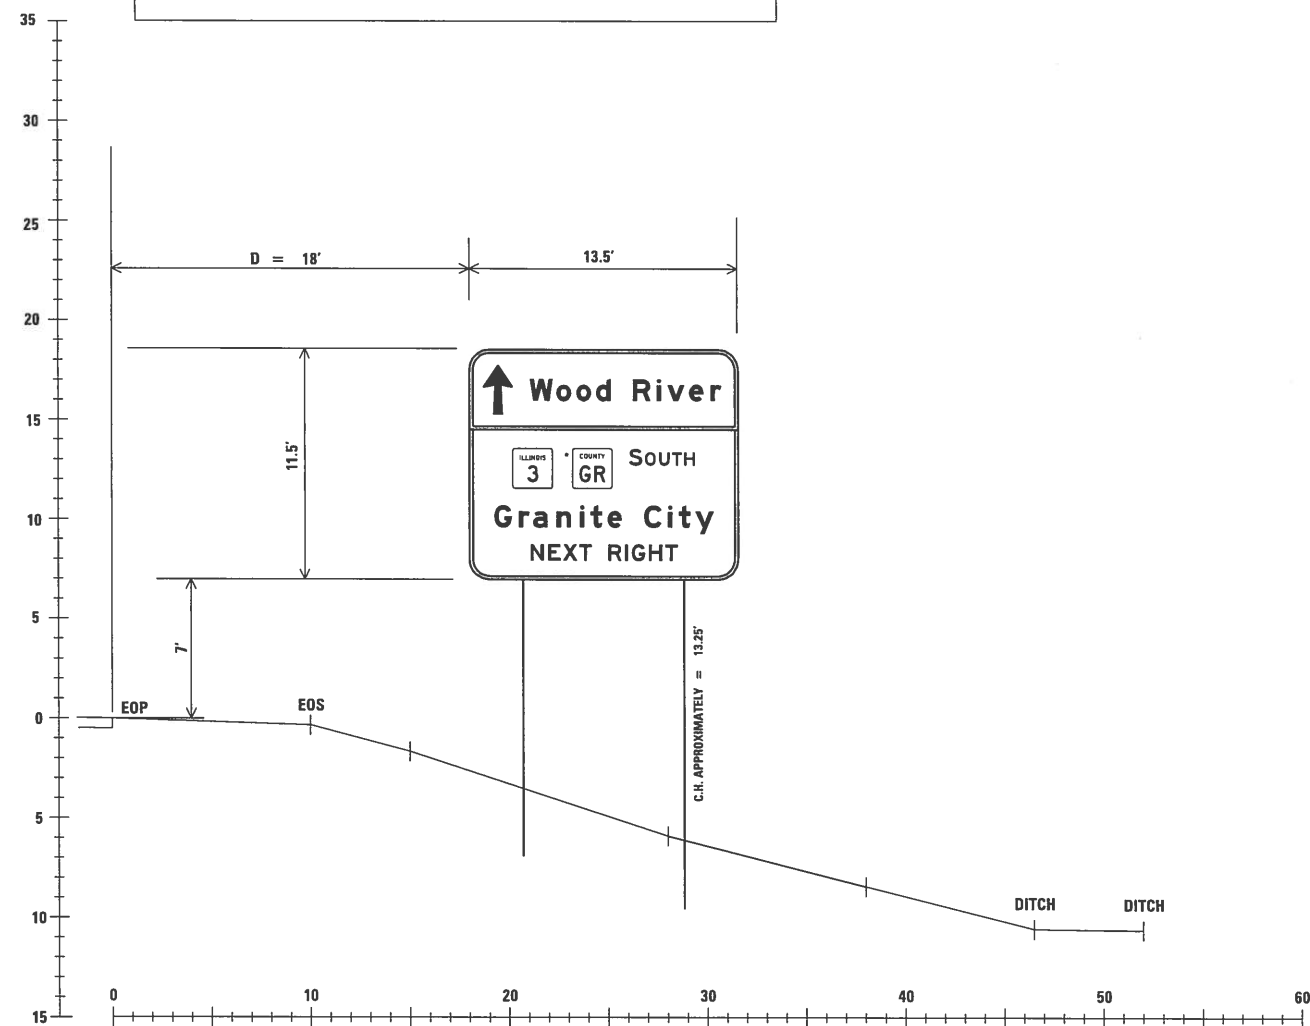 35
30
25
20
15
10
5
0
5
10
15
D = 18'
13.5'
11.5'
7'
Wood River
ILLINOIS
3
COUNTY
GR
SOUTH
Granite City
NEXT RIGHT
C.H. APPROXIMATELY = 13.25'
EOP
EOS
DITCH
DITCH
0 10 20 30 40 50 60